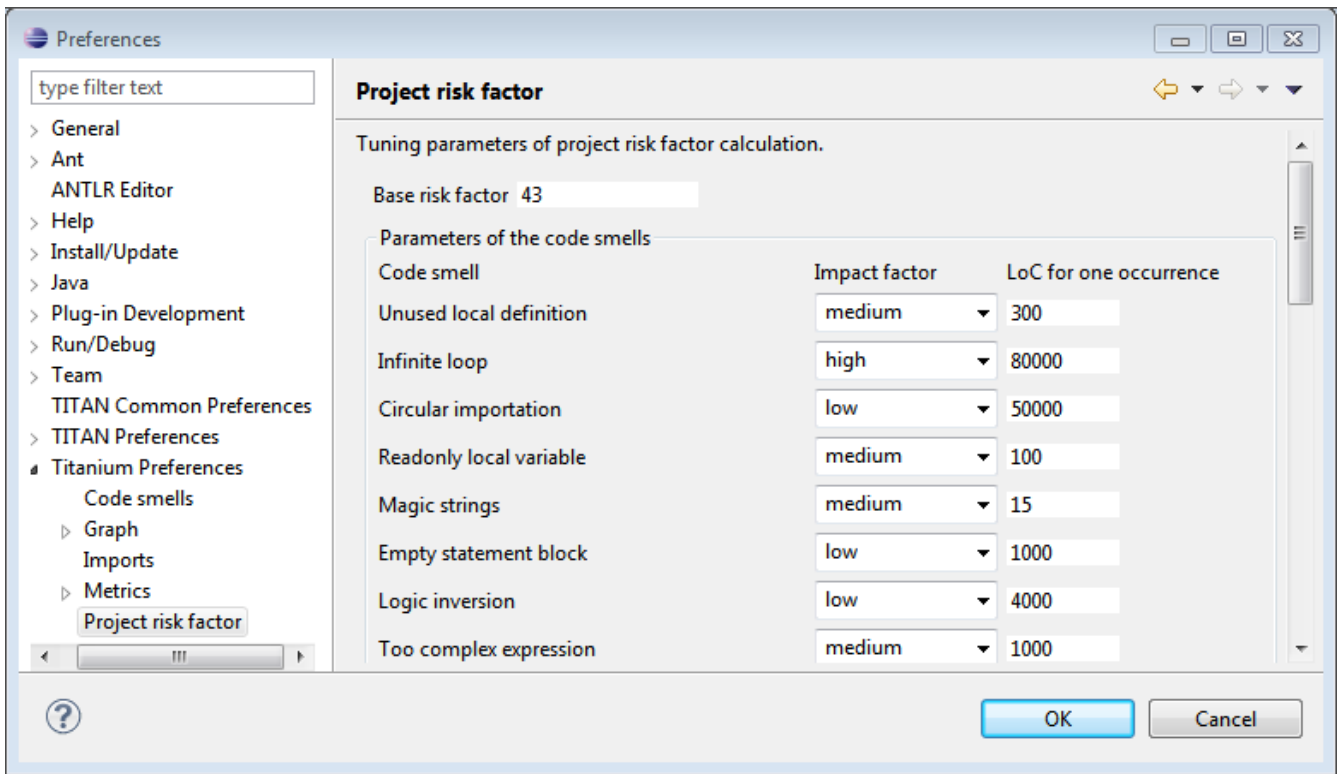 Preferences
type filter text
General
Ant
ANTLR Editor
Help
Install/Update
Java
Plug-in Development
Run/Debug
Team
TITAN Common Preferences
TITAN Preferences
Titanium Preferences
Code smells
Graph
Imports
Metrics
Project risk factor
Project risk factor
Tuning parameters of project risk factor calculation.
Base risk factor 43
Parameters of the code smells
Code smell Impact factor LoC for one occurrence
Unused local definition medium 300
Infinite loop high 80000
Circular importation low 50000
Readonly local variable medium 100
Magic strings medium 15
Empty statement block low 1000
Logic inversion low 4000
Too complex expression medium 1000
OK Cancel